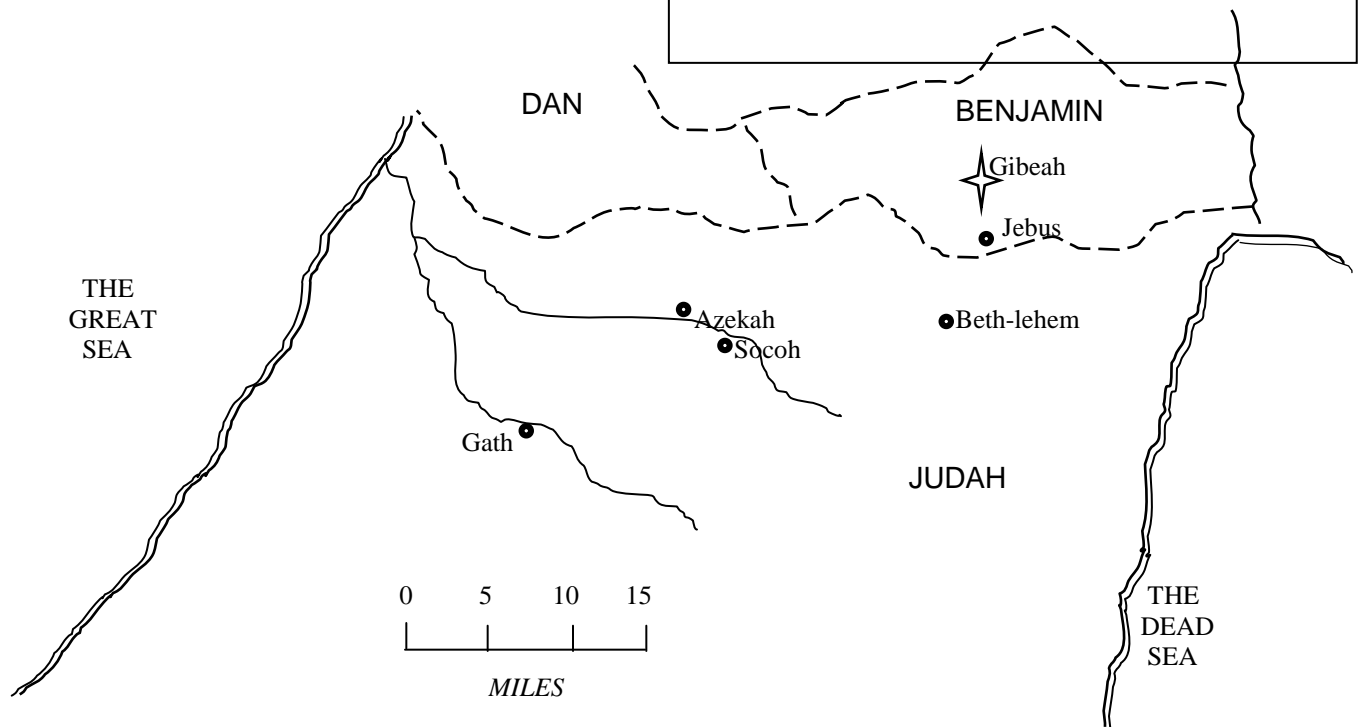 DAN
BENJAMIN
Gibeah
Jebus
THE
GREAT
SEA
Azekah
Beth-lehem
Socoh
Gath
JUDAH
0 5 10 15
MILES
THE
DEAD
SEA